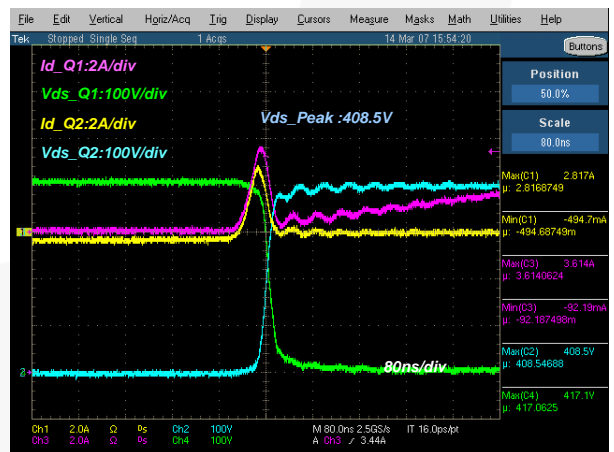 File Edit Vertical Horiz/Acq Trig Display Cursors Measure Masks Math Utilities Help
Tek Stopped Single Seq 1 Acqs 14 Mar 07 15:54:20
Buttons
Id_Q1:2A/div
Vds_Q1:100V/div
Id_Q2:2A/div
Vds_Q2:100V/div
Vds_Peak :408.5V
80ns/div
Position
50.0%
Scale
80.0ns
Max(C1) 2.817A
µ: 2.8168749
Min(C1) -494.7mA
µ: -494.68749m
Max(C3) 3.614A
µ: 3.6140624
Min(C3) -92.19mA
µ: -92.187498m
Max(C2) 408.5V
µ: 408.54688
Max(C4) 417.1V
µ: 417.0625
Ch1 2.0A Ω Ds Ch2 100V M 80.0ns 2.5GS/s IT 16.0ps/pt
Ch3 2.0A Ω Ds Ch4 100V A Ch3 ∕ 3.44A